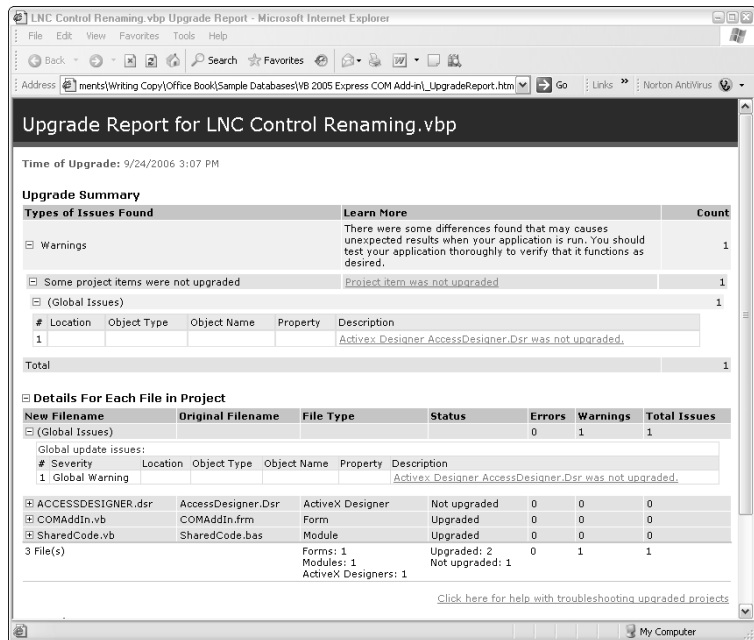 LNC Control Renaming.vbp Upgrade Report - Microsoft Internet Explorer
File Edit View Favorites Tools Help
Back Search Favorites
Address ments\Writing Copy\Office Book\Sample Databases\VB 2005 Express COM Add-in\_UpgradeReport.htm Go Links » Norton AntiVirus
Upgrade Report for LNC Control Renaming.vbp
Time of Upgrade: 9/24/2006 3:07 PM
Upgrade Summary
Types of Issues Found Learn More Count
Warnings There were some differences found that may causes 1
unexpected results when your application is run. You should
test your application thoroughly to verify that it functions as
desired.
Some project items were not upgraded Project item was not upgraded 1
(Global Issues) 1
# Location Object Type Object Name Property Description
1 Activex Designer AccessDesigner.Dsr was not upgraded.
Total 1
Details For Each File in Project
New Filename Original Filename File Type Status Errors Warnings Total Issues
(Global Issues) 0 1 1
Global update issues:
# Severity Location Object Type Object Name Property Description
1 Global Warning Activex Designer AccessDesigner.Dsr was not upgraded.
ACCESSDESIGNER.dsr AccessDesigner.Dsr ActiveX Designer Not upgraded 0 0 0
COMAddIn.vb COMAddIn.frm Form Upgraded 0 0 0
SharedCode.vb SharedCode.bas Module Upgraded 0 0 0
3 File(s) Forms: 1 Upgraded: 2 0 1 1
Modules: 1 Not upgraded: 1
ActiveX Designers: 1
Click here for help with troubleshooting upgraded projects
My Computer